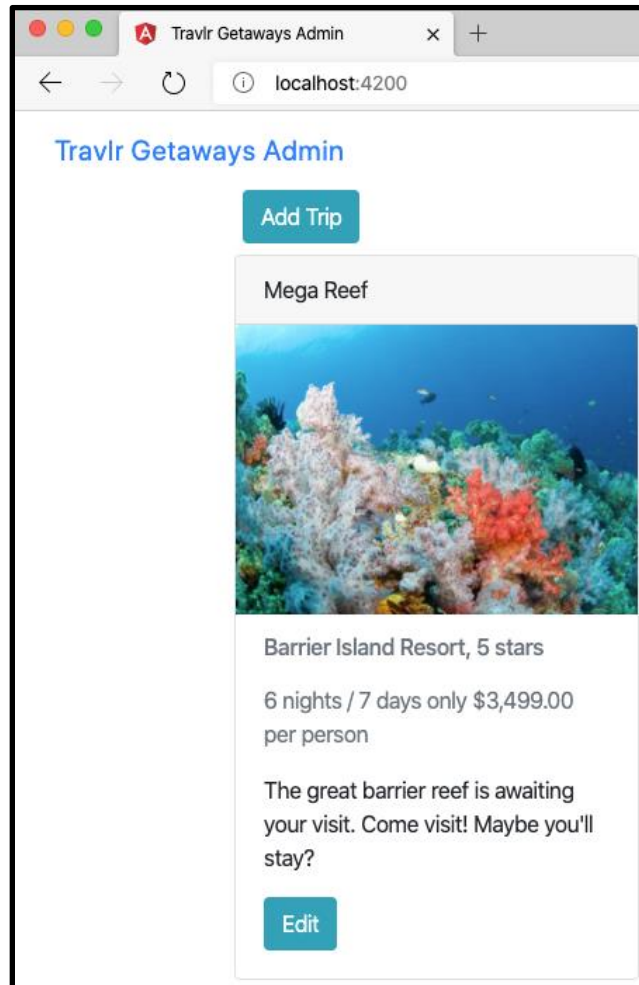 Travlr Getaways Admin
localhost:4200
Travlr Getaways Admin
Add Trip
Mega Reef
Barrier Island Resort, 5 stars
6 nights / 7 days only $3,499.00
per person
The great barrier reef is awaiting
your visit. Come visit! Maybe you'll
stay?
Edit